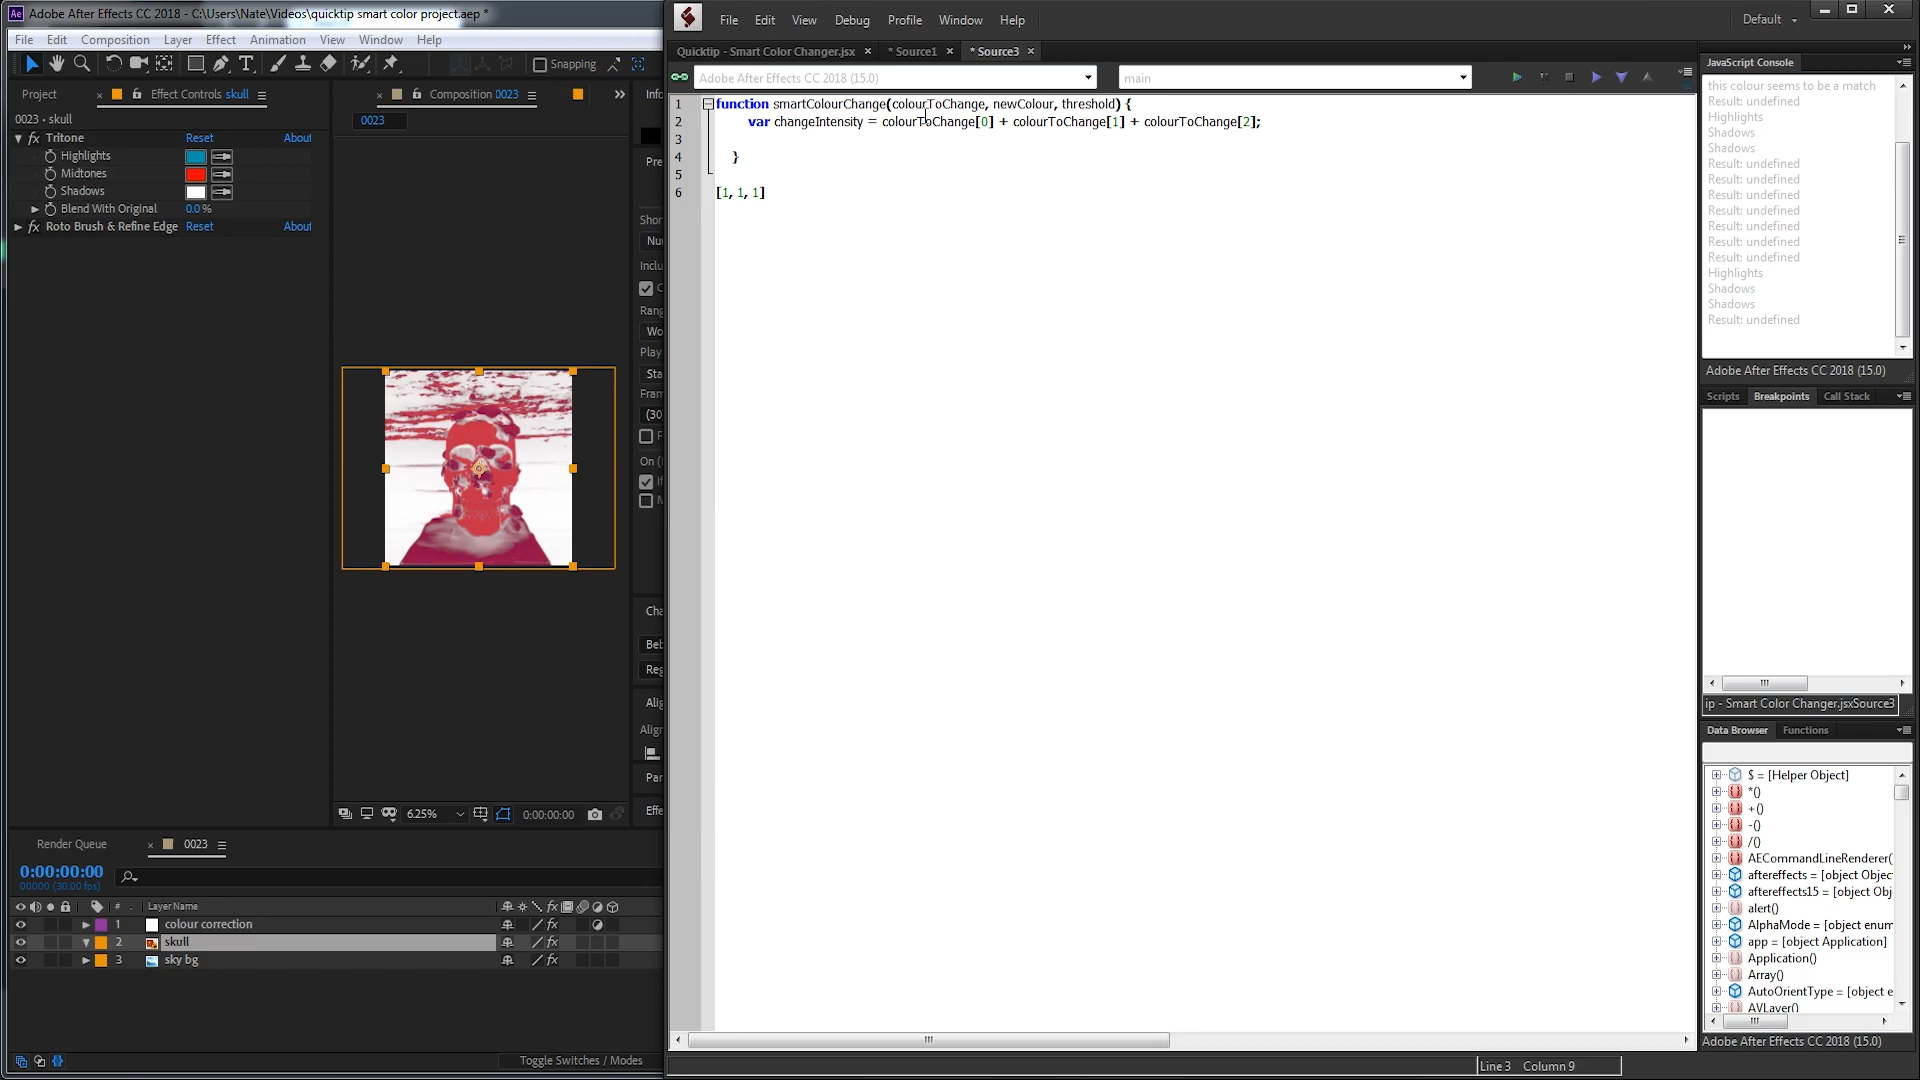 Adobe After Effects CC 2018 - C:\Users\Nate\Videos\quicktip smart color project.aep *
File Edit Composition Layer Effect Animation View Window Help
Snapping
Project
Effect Controls skull
0023 • skull
Tritone Reset About
Highlights
Midtones
Shadows
Blend With Original 0.0 %
Roto Brush & Refine Edge Reset About
Composition 0023
0023
6.25%
0:00:00:00
Render Queue
0023
0:00:00:00
00000 (30.00 fps)
# Layer Name
1 colour correction
2 skull
3 sky bg
Toggle Switches / Modes
File Edit View Debug Profile Window Help
Default
Quicktip - Smart Color Changer.jsx
* Source1
* Source3
Adobe After Effects CC 2018 (15.0)
main
1 function smartColourChange(colourToChange, newColour, threshold) {
2 var changeIntensity = colourToChange[0] + colourToChange[1] + colourToChange[2];
3
4 }
5
6 [1, 1, 1]
Line 3 Column 9
JavaScript Console
this colour seems to be a match
Result: undefined
Highlights
Shadows
Shadows
Result: undefined
Result: undefined
Result: undefined
Result: undefined
Result: undefined
Result: undefined
Result: undefined
Highlights
Shadows
Shadows
Result: undefined
Adobe After Effects CC 2018 (15.0)
Scripts Breakpoints Call Stack
ip - Smart Color Changer.jsxSource3
Data Browser Functions
$ = [Helper Object]
*()
+()
-()
/()
AECommandLineRenderer(
aftereffects = [object Objec
aftereffects15 = [object Obj
alert()
AlphaMode = [object enum
app = [object Application]
Application()
Array()
AutoOrientType = [object e
AVLayer()
Adobe After Effects CC 2018 (15.0)